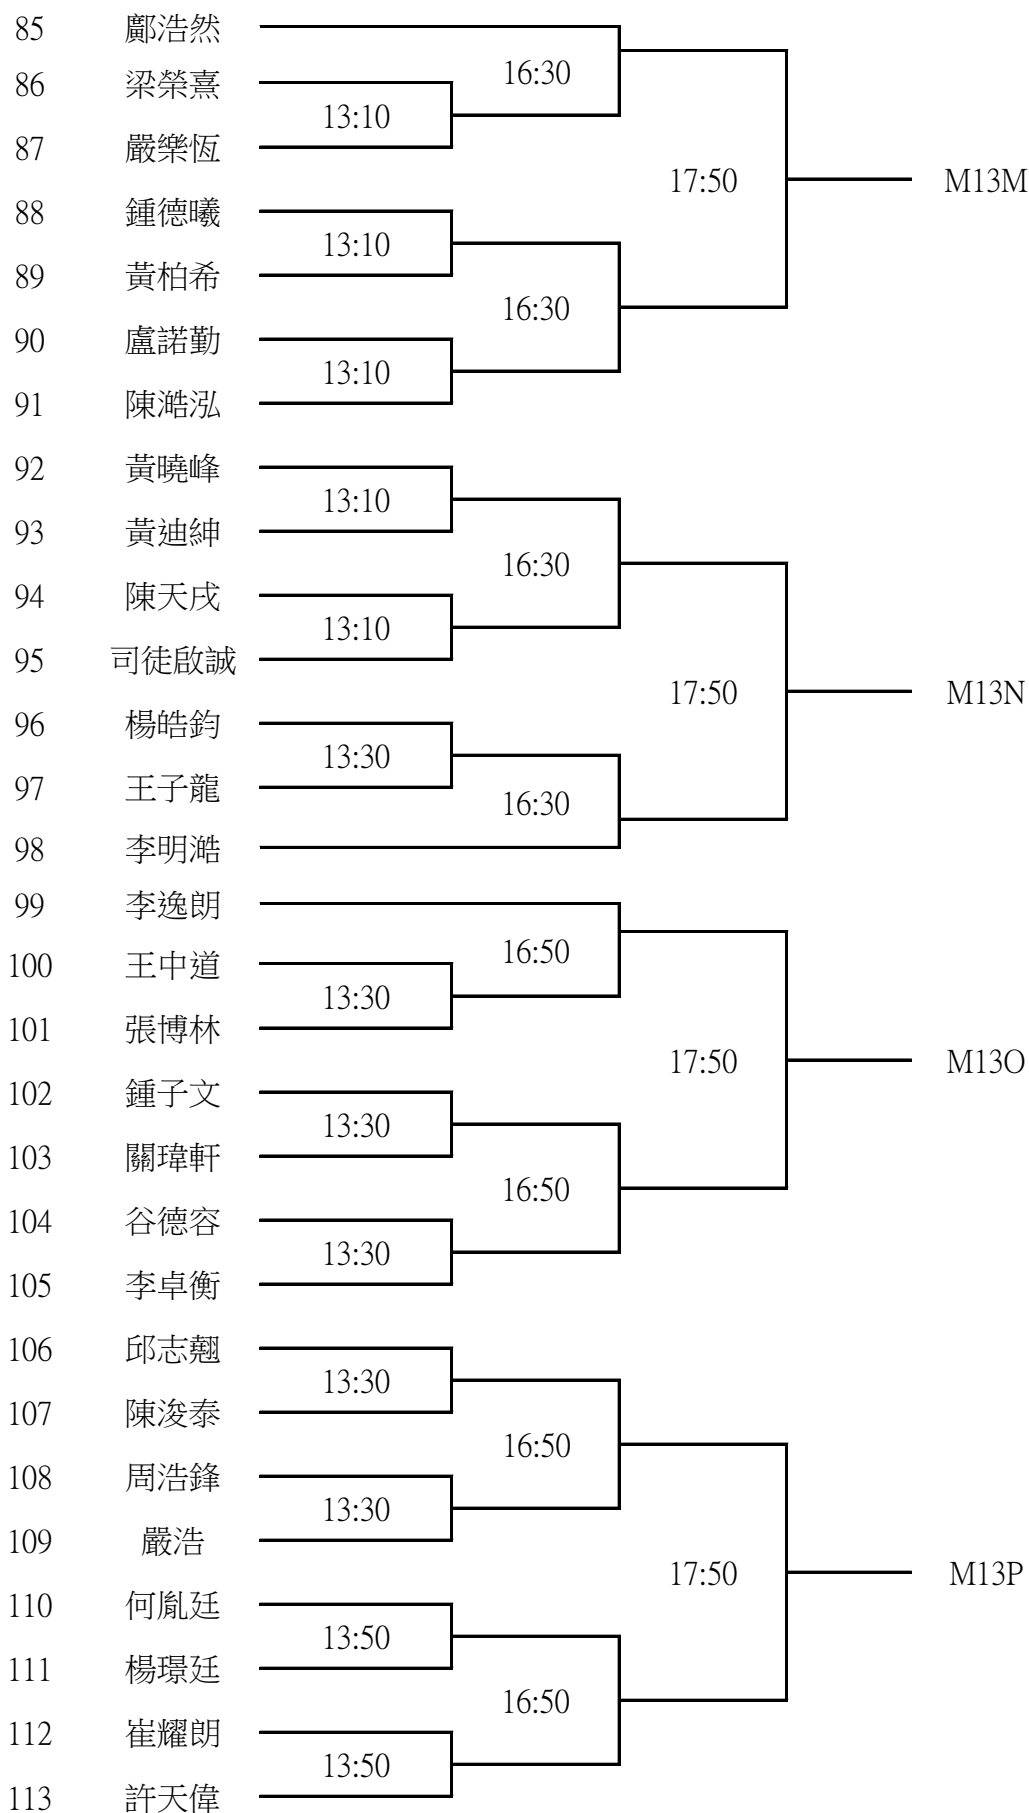 85 鄺浩然
16:30
86 梁榮熹
13:10
87 嚴樂恆
17:50 M13M
88 鍾德曦
13:10
89 黃柏希
16:30
90 盧諾勤
13:10
91 陳澔泓
92 黃曉峰
13:10
93 黃迪紳
16:30
94 陳天戌
13:10
95 司徒啟誠
17:50 M13N
96 楊皓鈞
13:30
97 王子龍
16:30
98 李明澔
99 李逸朗
16:50
100 王中道
13:30
101 張博林
17:50 M13O
102 鍾子文
13:30
103 關瑋軒
16:50
104 谷德容
13:30
105 李卓衡
106 邱志翹
13:30
107 陳浚泰
16:50
108 周浩鋒
13:30
109 嚴浩
17:50 M13P
110 何胤廷
13:50
111 楊璟廷
16:50
112 崔耀朗
13:50
113 許天偉